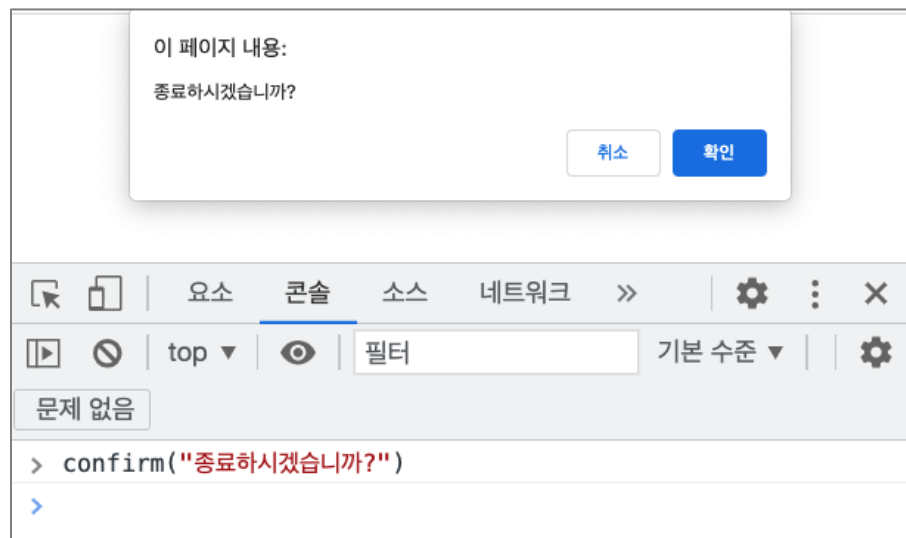 이 페이지 내용:
종료하시겠습니까?
취소 확인
요소 콘솔 소스 네트워크
top ▼ 필터 기본 수준 ▼
문제 없음
> confirm("종료하시겠습니까?")
>